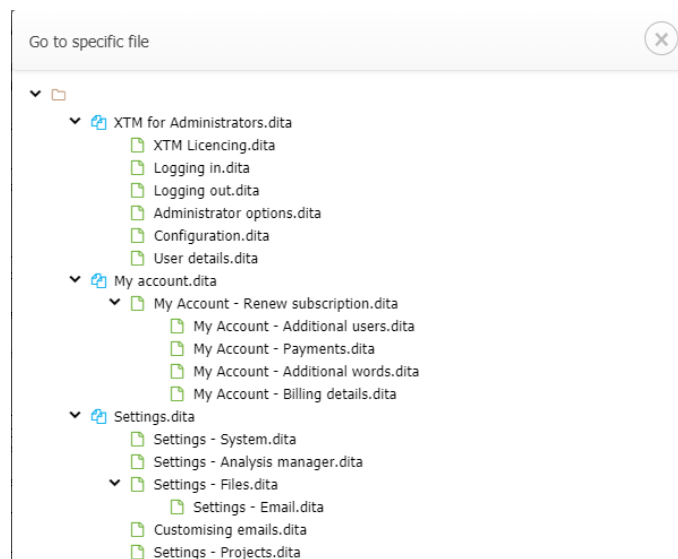 Go to specific file
XTM for Administrators.dita
XTM Licencing.dita
Logging in.dita
Logging out.dita
Administrator options.dita
Configuration.dita
User details.dita
My account.dita
My Account - Renew subscription.dita
My Account - Additional users.dita
My Account - Payments.dita
My Account - Additional words.dita
My Account - Billing details.dita
Settings.dita
Settings - System.dita
Settings - Analysis manager.dita
Settings - Files.dita
Settings - Email.dita
Customising emails.dita
Settings - Projects.dita